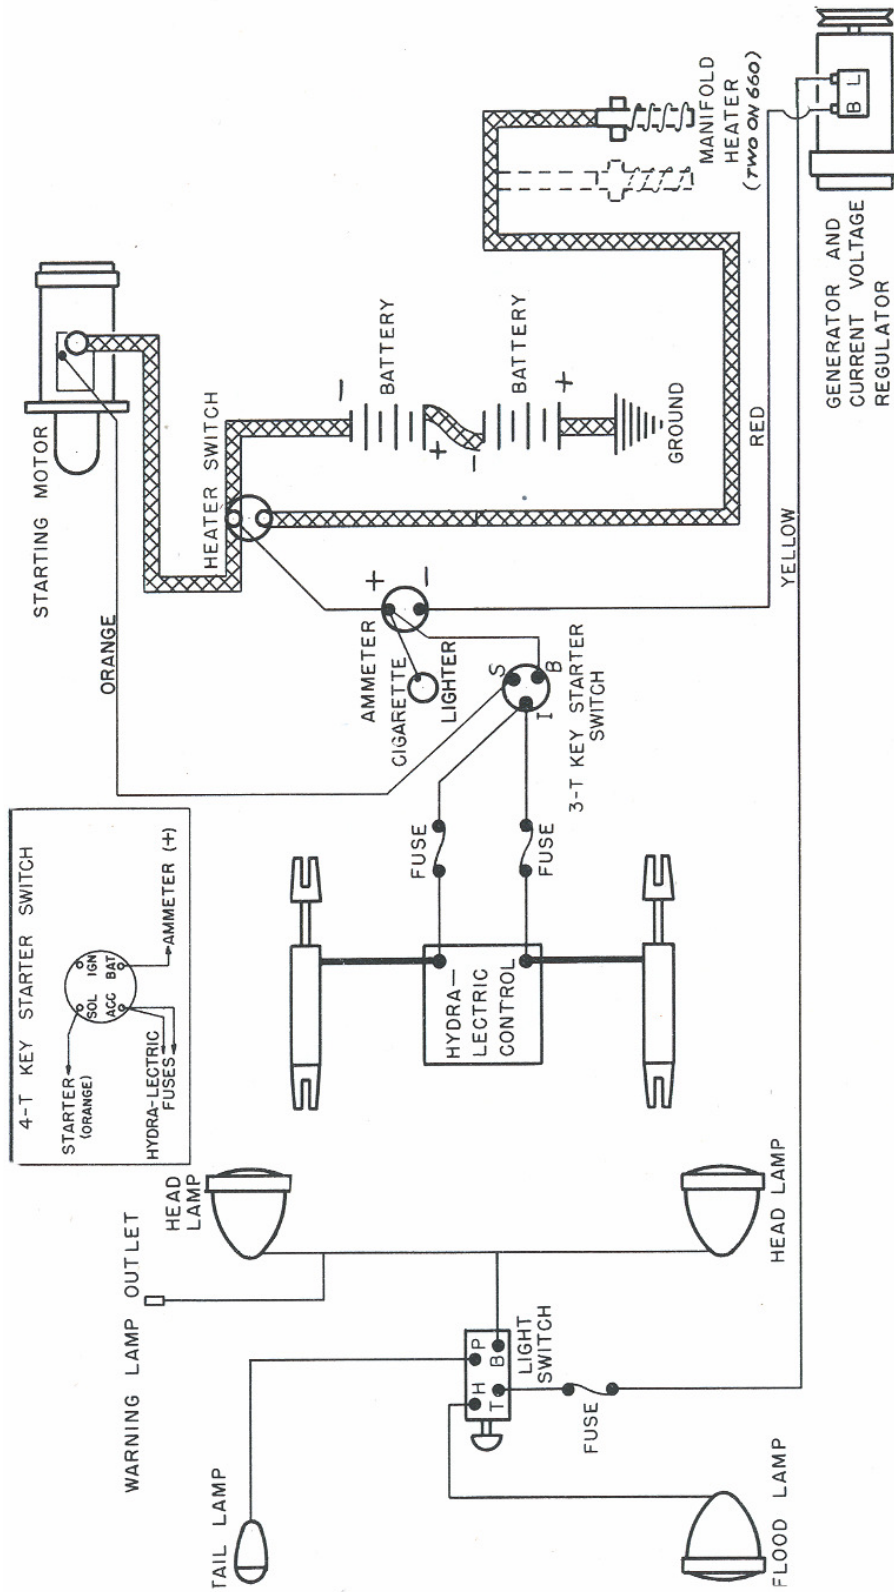 TAIL LAMP
WARNING LAMP OUTLET
HEAD
LAMP
4-T KEY STARTER SWITCH
STARTER
(ORANGE)
SOL
IGN
ACC
BAT
HYDRA-LECTRIC
FUSES
AMMETER (+)
ORANGE
STARTING MOTOR
HEATER SWITCH
-
BATTERY
+
-
BATTERY
+
GROUND
+
-
AMMETER
CIGARETTE
LIGHTER
S
B
I
3-T KEY STARTER
SWITCH
FUSE
FUSE
HYDRA-
LECTRIC
CONTROL
H
P
T
B
LIGHT
SWITCH
FUSE
FLOOD LAMP
HEAD LAMP
YELLOW
RED
MANIFOLD
HEATER
(TWO ON 660)
B
L
GENERATOR AND
CURRENT VOLTAGE
REGULATOR